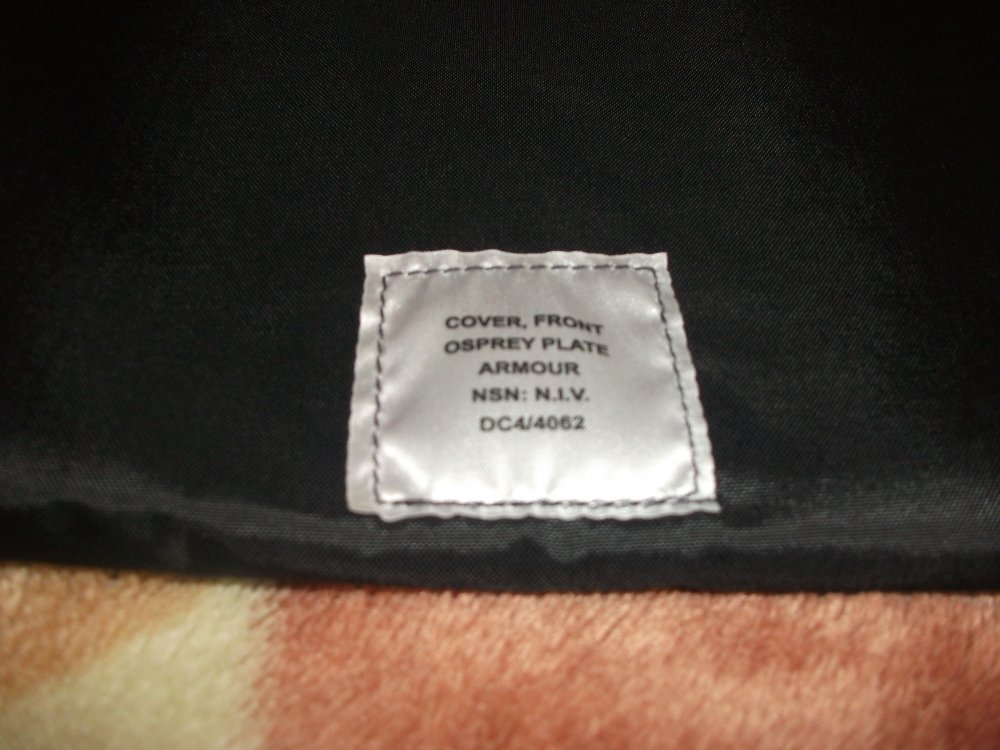 COVER, FRONT
OSPREY PLATE
ARMOUR
NSN: N.I.V.
DC4/4062